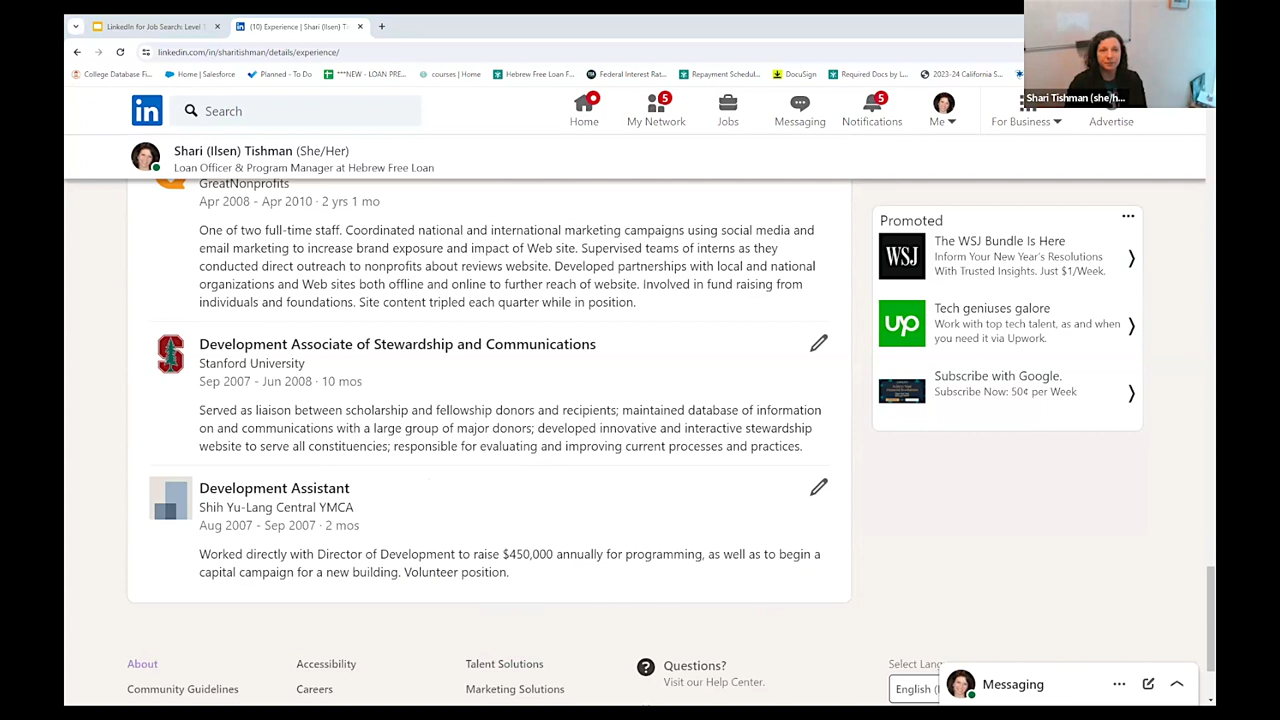 LinkedIn for Job Search: Level
(10) Experience | Shari (Ilsen) Ti
linkedin.com/in/sharitishman/details/experience/
College Database Fi...
Home | Salesforce
Planned - To Do
***NEW - LOAN PRE...
courses | Home
Hebrew Free Loan F...
Federal Interest Rat...
Repayment Schedul...
DocuSign
Required Docs by L...
2023-24 California S...
Shari Tishman (she/h...
in
Search
Home
5
My Network
Jobs
Messaging
5
Notifications
Me
For Business
Advertise
Shari (Ilsen) Tishman (She/Her)
Loan Officer & Program Manager at Hebrew Free Loan
GreatNonprofits
Apr 2008 - Apr 2010 · 2 yrs 1 mo
One of two full-time staff. Coordinated national and international marketing campaigns using social media and
email marketing to increase brand exposure and impact of Web site. Supervised teams of interns as they
conducted direct outreach to nonprofits about reviews website. Developed partnerships with local and national
organizations and Web sites both offline and online to further reach of website. Involved in fund raising from
individuals and foundations. Site content tripled each quarter while in position.
Development Associate of Stewardship and Communications
Stanford University
Sep 2007 - Jun 2008 · 10 mos
Served as liaison between scholarship and fellowship donors and recipients; maintained database of information
on and communications with a large group of major donors; developed innovative and interactive stewardship
website to serve all constituencies; responsible for evaluating and improving current processes and practices.
Development Assistant
Shih Yu-Lang Central YMCA
Aug 2007 - Sep 2007 · 2 mos
Worked directly with Director of Development to raise $450,000 annually for programming, as well as to begin a
capital campaign for a new building. Volunteer position.
Promoted
WSJ
The WSJ Bundle Is Here
Inform Your New Year's Resolutions
With Trusted Insights. Just $1/Week.
up
Tech geniuses galore
Work with top tech talent, as and when
you need it via Upwork.
Subscribe with Google.
Subscribe Now: 50¢ per Week
About
Accessibility
Talent Solutions
Questions?
Select Lang
Community Guidelines
Careers
Marketing Solutions
Visit our Help Center.
English (
Messaging